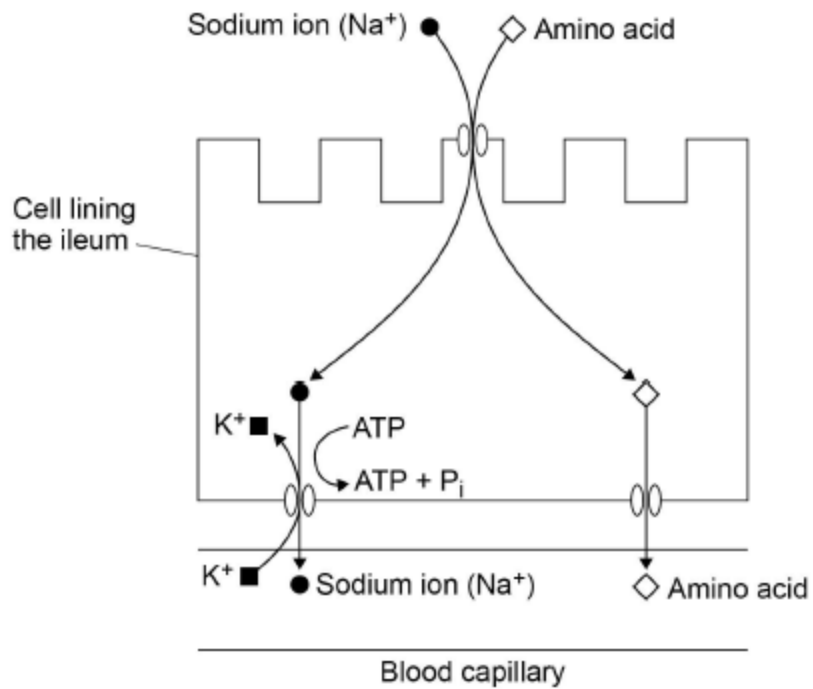 Sodium ion (Na⁺)
Amino acid
Cell lining
the ileum
K⁺
ATP
ATP + Pᵢ
K⁺
Sodium ion (Na⁺)
Amino acid
Blood capillary